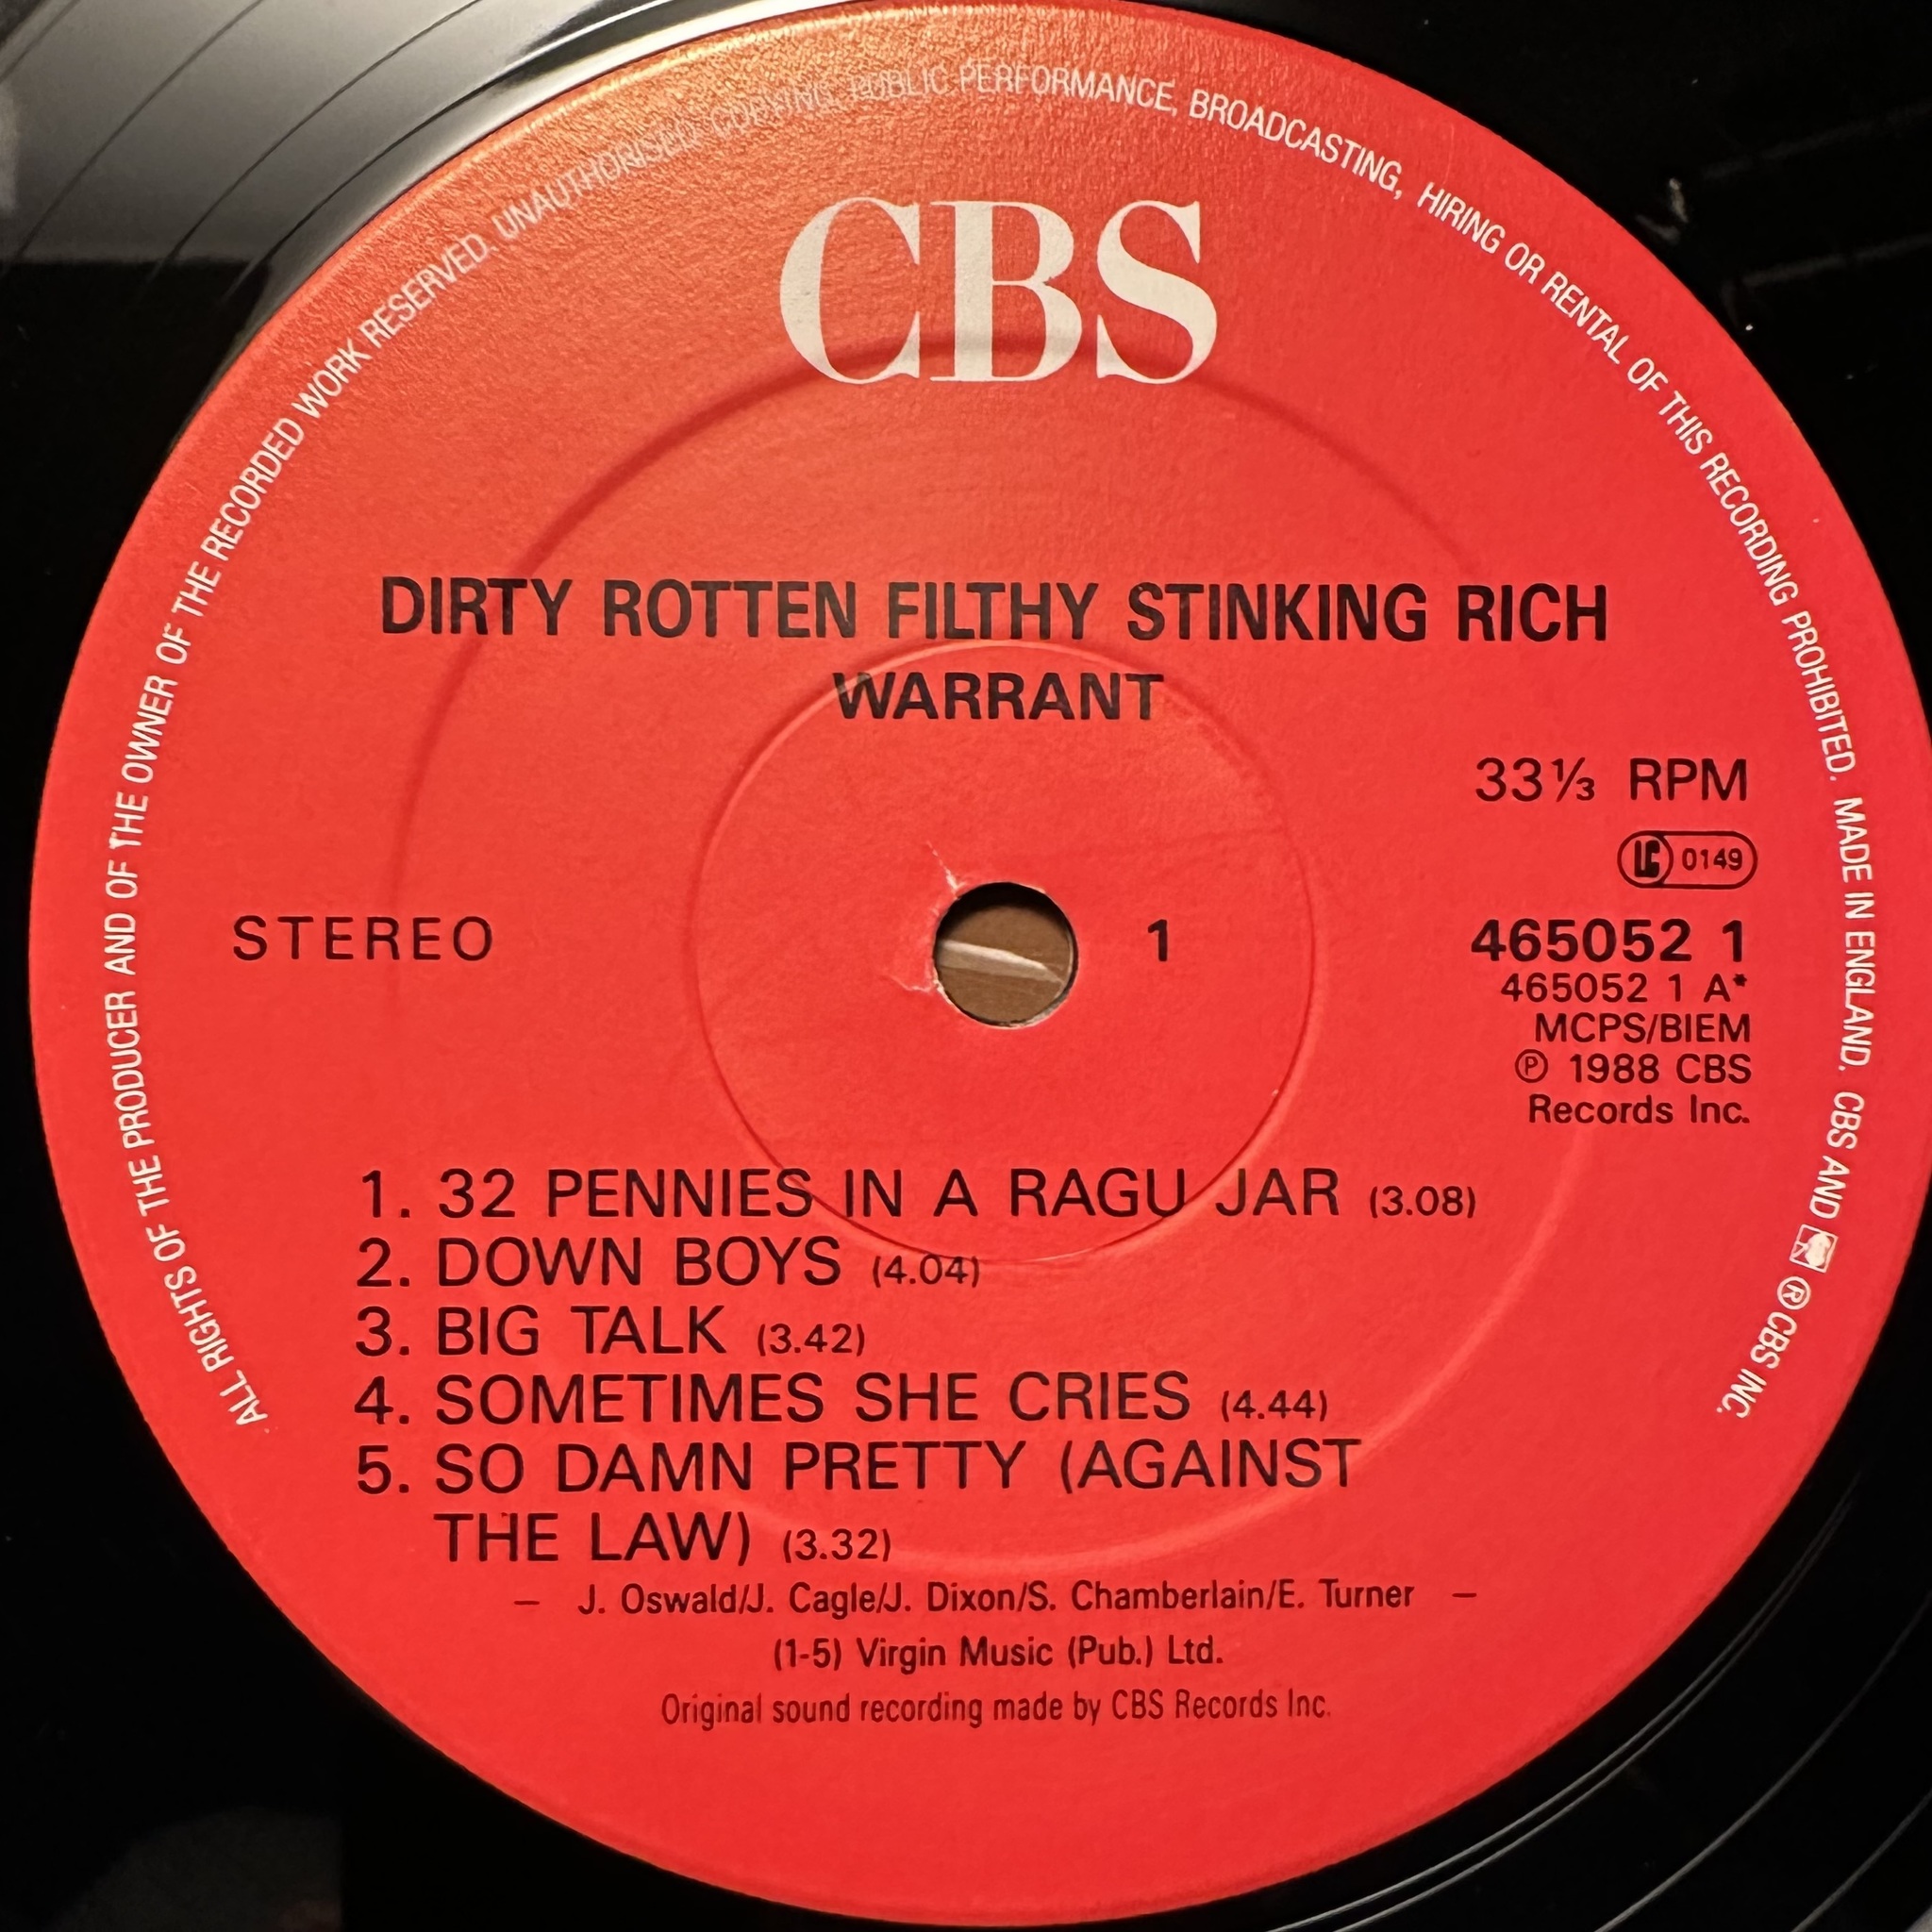 ALL RIGHTS OF THE PRODUCER AND OF THE OWNER OF THE RECORDED WORK RESERVED. UNAUTHORISED COPYING, PUBLIC PERFORMANCE, BROADCASTING, HIRING OR RENTAL OF THIS RECORDING PROHIBITED. MADE IN ENGLAND. CBS AND ® CBS INC.
CBS
DIRTY ROTTEN FILTHY STINKING RICH
WARRANT
33⅓ RPM
LC 0149
STEREO
1
465052 1
465052 1 A*
MCPS/BIEM
℗ 1988 CBS
Records Inc.
1. 32 PENNIES IN A RAGU JAR (3.08)
2. DOWN BOYS (4.04)
3. BIG TALK (3.42)
4. SOMETIMES SHE CRIES (4.44)
5. SO DAMN PRETTY (AGAINST
THE LAW) (3.32)
– J. Oswald/J. Cagle/J. Dixon/S. Chamberlain/E. Turner –
(1-5) Virgin Music (Pub.) Ltd.
Original sound recording made by CBS Records Inc.